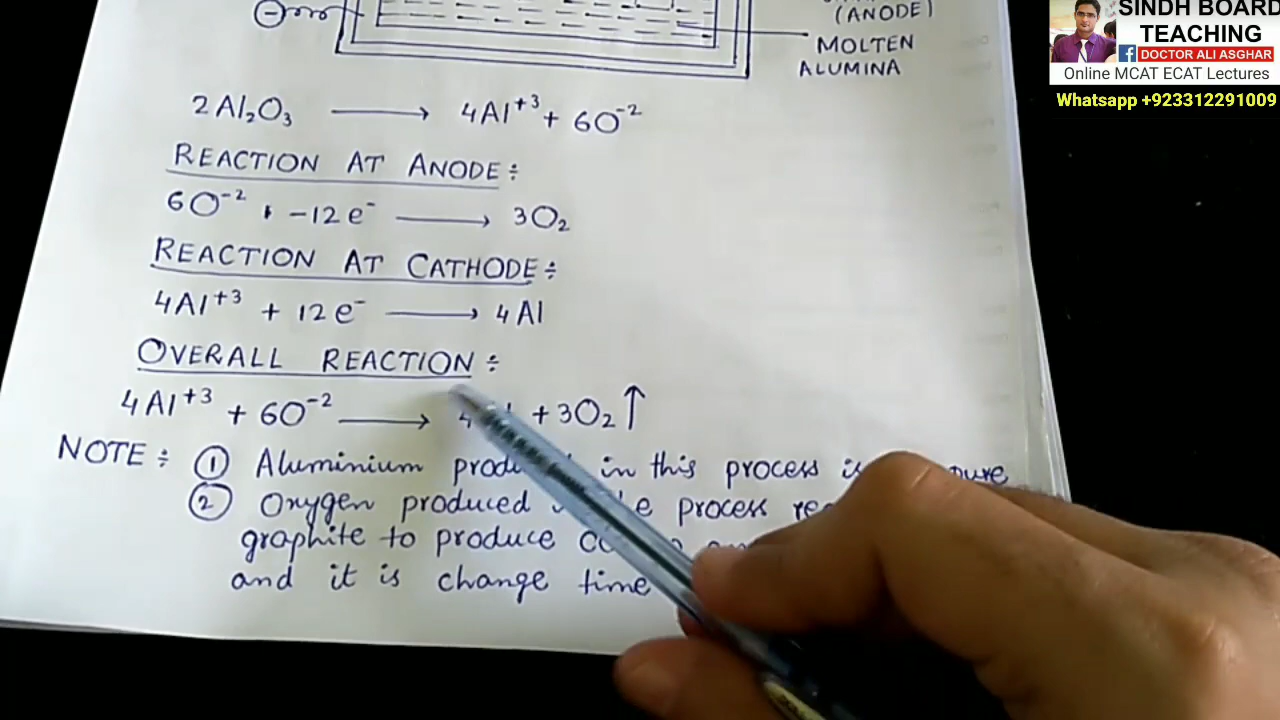 SINDH BOARD
TEACHING
f DOCTOR ALI ASGHAR
Online MCAT ECAT Lectures
Whatsapp +923312291009
(ANODE)
−
MOLTEN
ALUMINA
2Al₂O₃ ⟶ 4Al⁺³ + 6O⁻²
REACTION AT ANODE÷
6O⁻² −12e⁻ ⟶ 3O₂
REACTION AT CATHODE÷
4Al⁺³ + 12e⁻ ⟶ 4Al
OVERALL REACTION÷
4Al⁺³ + 6O⁻² ⟶ 4 + 3O₂↑
NOTE÷ ① Aluminium in this process
② Oxygen produced process
graphite to produce
and it is change time